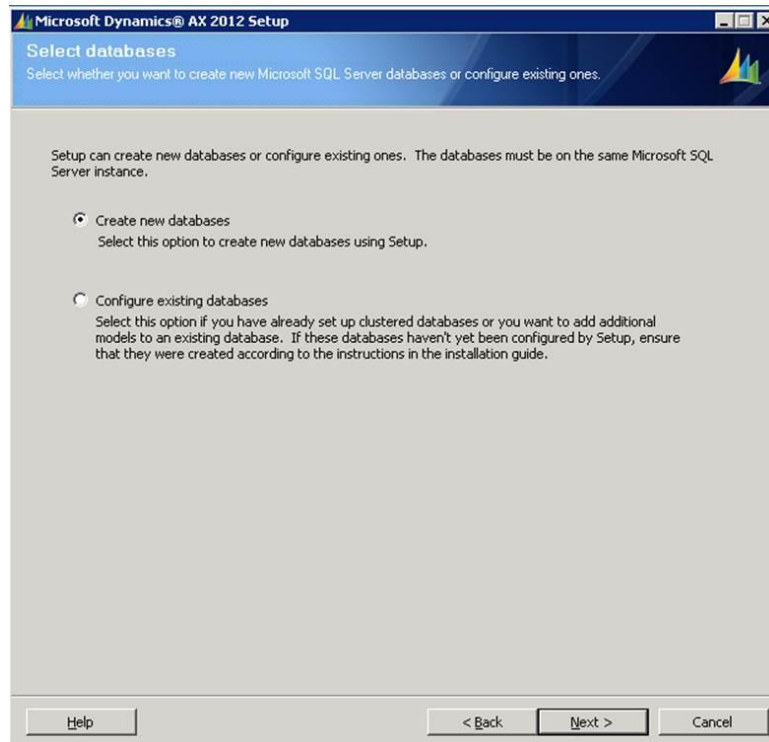 Microsoft Dynamics® AX 2012 Setup
Select databases
Select whether you want to create new Microsoft SQL Server databases or configure existing ones.
Setup can create new databases or configure existing ones. The databases must be on the same Microsoft SQL
Server instance.
Create new databases
Select this option to create new databases using Setup.
Configure existing databases
Select this option if you have already set up clustered databases or you want to add additional
models to an existing database. If these databases haven't yet been configured by Setup, ensure
that they were created according to the instructions in the installation guide.
Help
< Back
Next >
Cancel